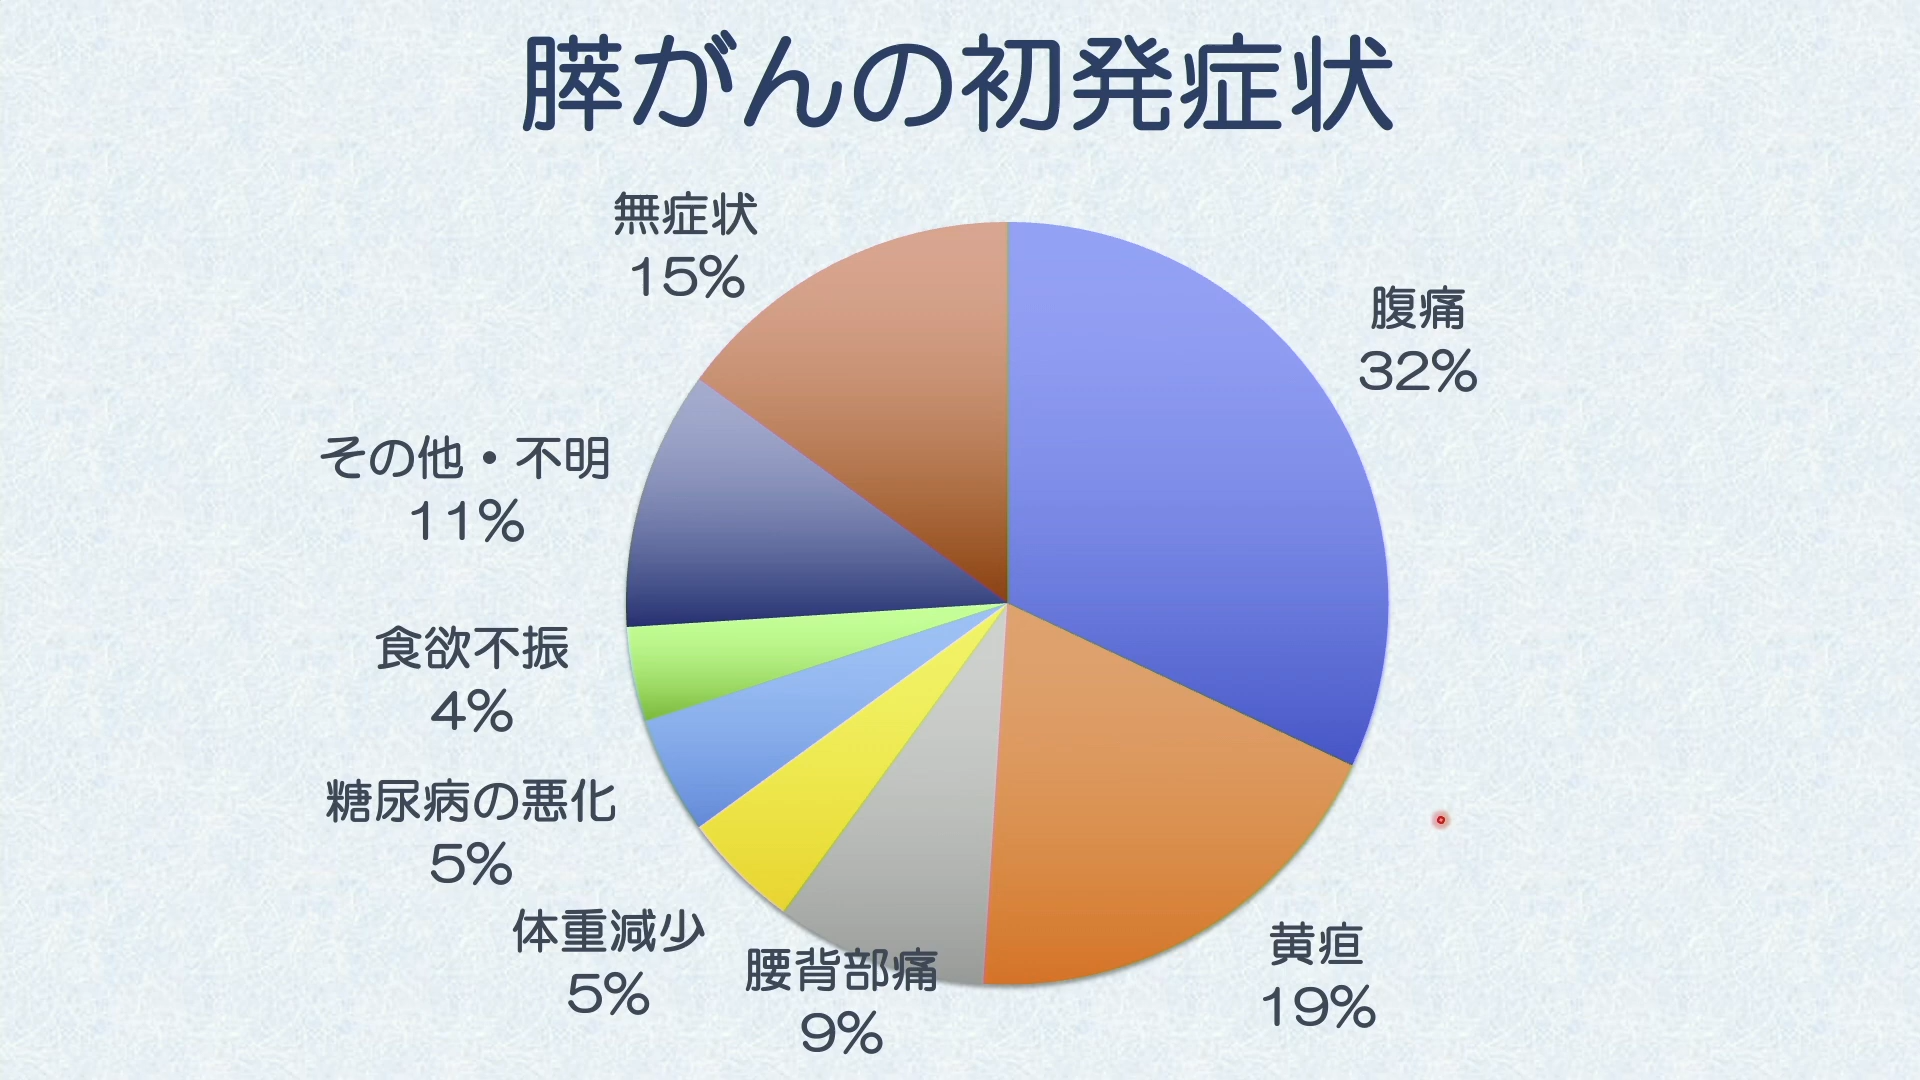 膵がんの初発症状
無症状
15%
腹痛
32%
その他・不明
11%
食欲不振
4%
糖尿病の悪化
5%
体重減少
5%
腰背部痛
9%
黄疸
19%